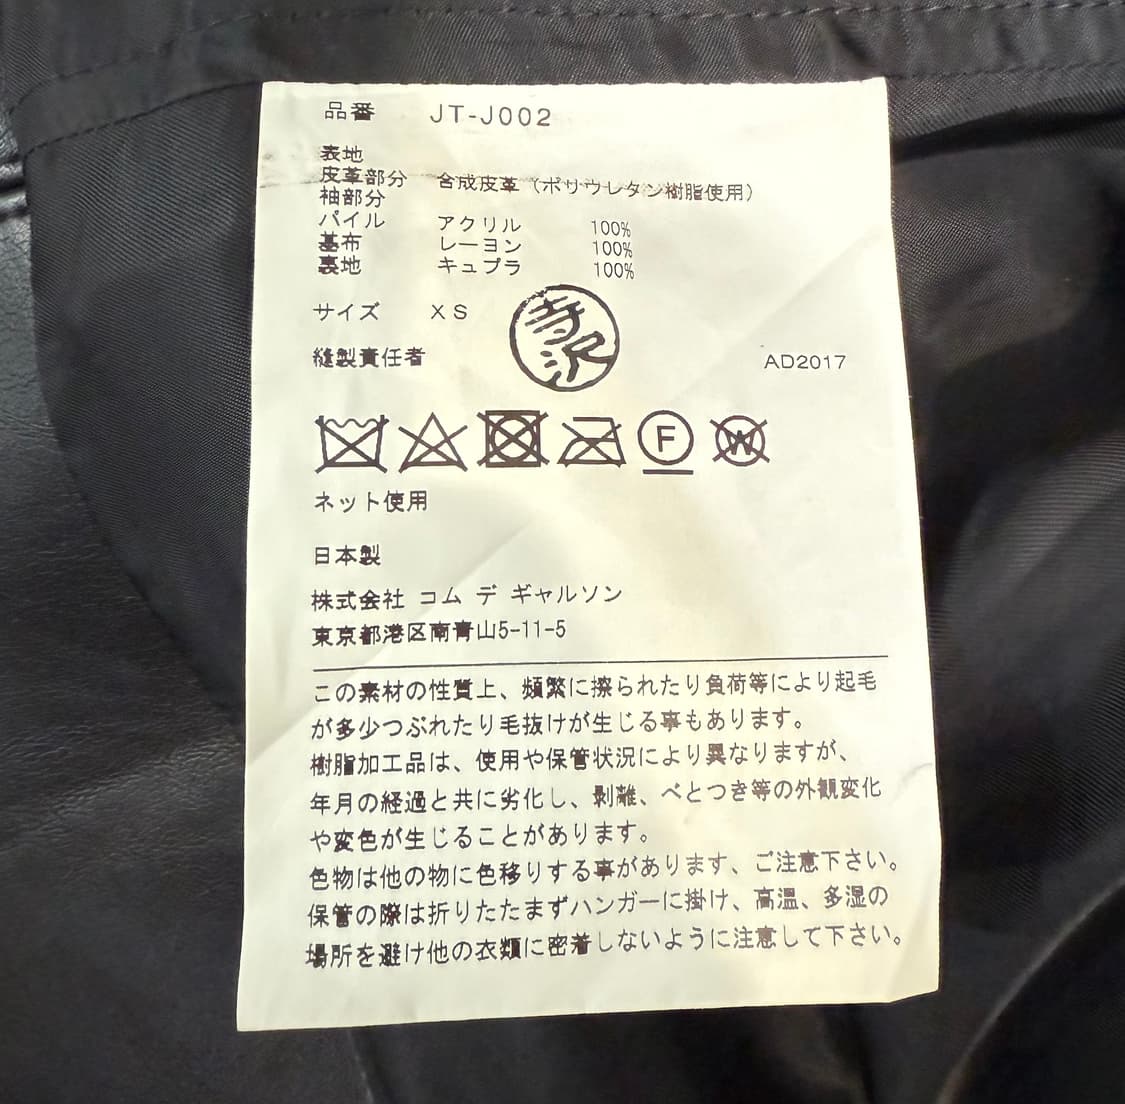 品番 JT-J002
表地
皮革部分 合成皮革(ポリウレタン樹脂使用)
袖部分
パイル アクリル 100%
基布 レーヨン 100%
裏地 キュプラ 100%
サイズ XS
寺沢
縫製責任者 AD2017
F W
ネット使用
日本製
株式会社 コム デ ギャルソン
東京都港区南青山5-11-5
この素材の性質上、頻繁に擦られたり負荷等により起毛
が多少つぶれたり毛抜けが生じる事もあります。
樹脂加工品は、使用や保管状況により異なりますが、
年月の経過と共に劣化し、剥離、べとつき等の外観変化
や変色が生じることがあります。
色物は他の物に色移りする事があります、ご注意下さい。
保管の際は折りたたまずハンガーに掛け、高温、多湿の
場所を避け他の衣類に密着しないように注意して下さい。